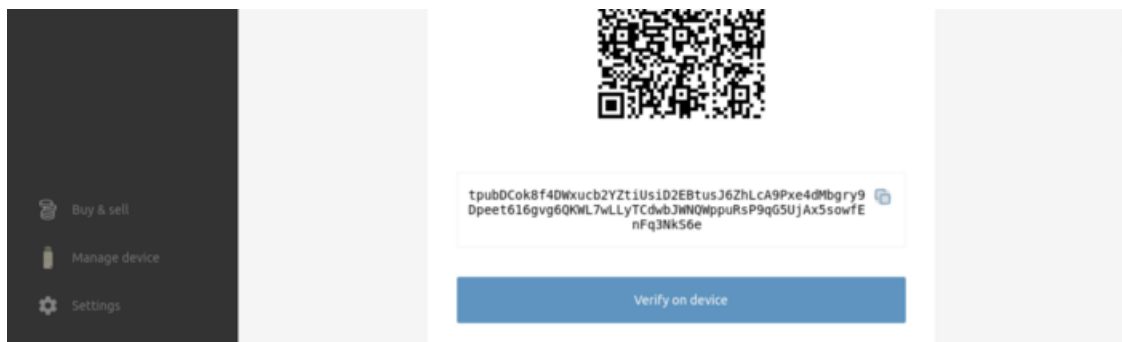 tpubDCok8f4DWxucb2YZtiUsiD2EBtusJ6ZhLcA9Pxe4dMbgry9
Dpeet616gvg6QKWL7wLLyTCdwbJWNQWppuRsP9qG5UjAx5sowfE
nFq3NkS6e
Verify on device
Buy & sell
Manage device
Settings